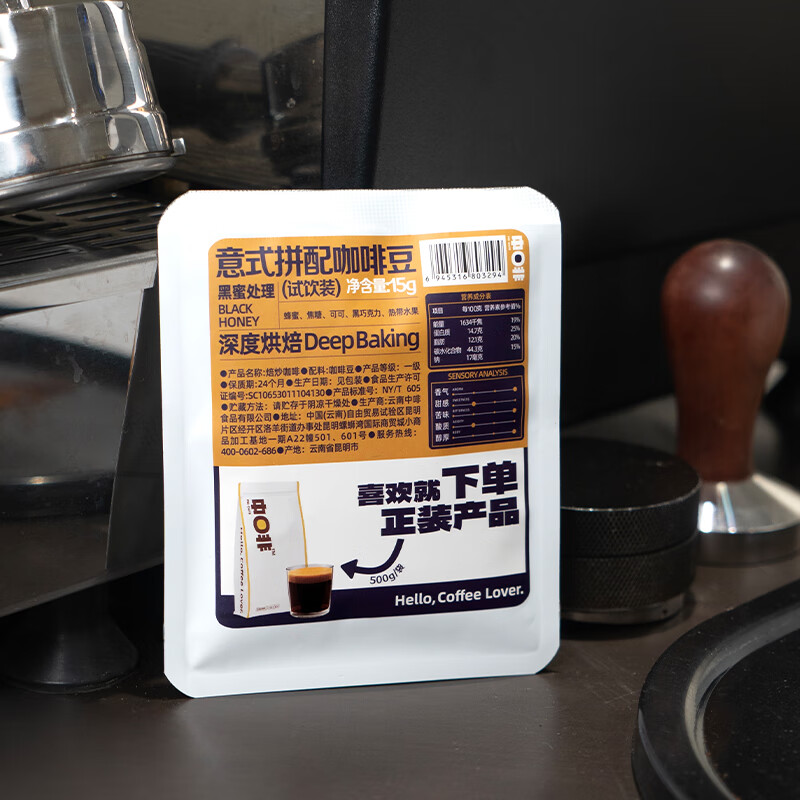 意式拼配咖啡豆
黑蜜处理 (试饮装) 净含量:15g
BLACK
HONEY
蜂蜜、焦糖、可可、黑巧克力、热带水果
深度烘焙 Deep Baking
6 945316 803294
营养成分表
项目 每100克 营养素参考值%
能量 1634千焦 19%
蛋白质 14.7克 25%
脂肪 12.1克 20%
碳水化合物 44.3克 15%
钠 17毫克
SENSORY ANALYSIS
香气
甜感
苦味
酸质
醇厚
●产品名称:焙炒咖啡●配料:咖啡豆●产品等级:一级
●保质期:24个月●生产日期:见包装●食品生产许可
证编号:SC10653011104130●产品标准号:NY/T 605
●贮藏方法:请贮存于阴凉干燥处●生产商:云南中啡
食品有限公司●地址:中国(云南)自由贸易试验区昆明
片区经开区洛羊街道办事处昆明螺蛳湾国际商贸城小商
品加工基地一期A22幢501、601号●服务热线:
400-0602-686●产地:云南省昆明市
喜欢就下单
正装产品
500g/袋
Hello, Coffee Lover.
Hello, Coffee Lover.